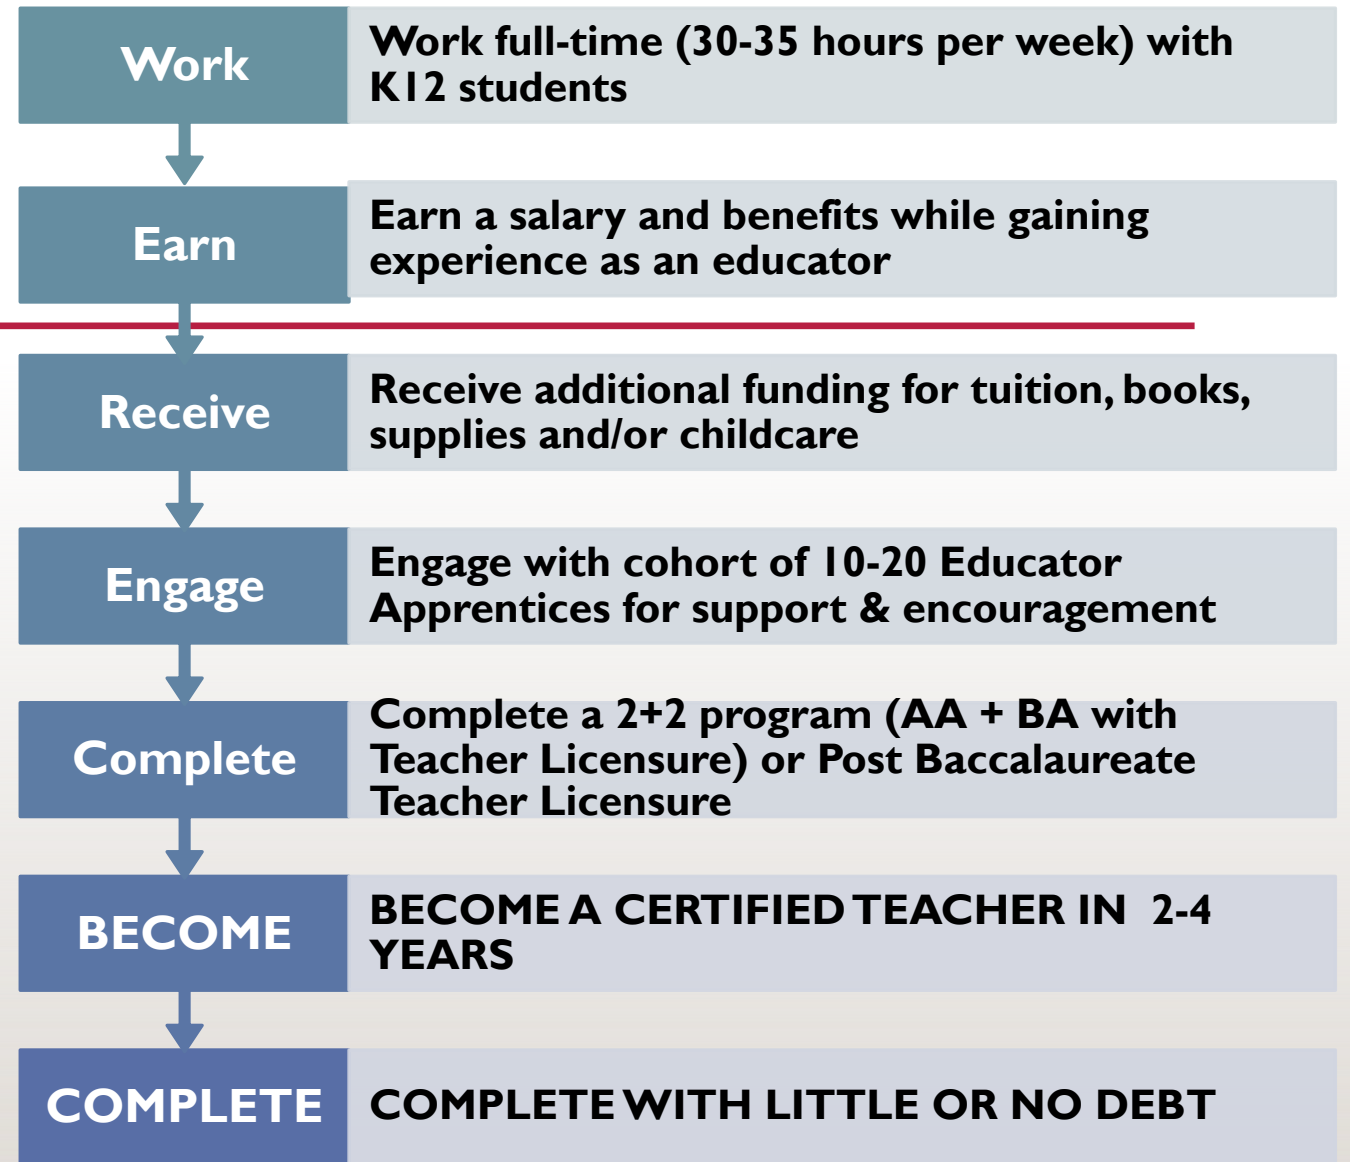 Work
Work full-time (30-35 hours per week) with
K12 students
Earn
Earn a salary and benefits while gaining
experience as an educator
Receive
Receive additional funding for tuition, books,
supplies and/or childcare
Engage
Engage with cohort of 10-20 Educator
Apprentices for support & encouragement
Complete
Complete a 2+2 program (AA + BA with
Teacher Licensure) or Post Baccalaureate
Teacher Licensure
BECOME
BECOME A CERTIFIED TEACHER IN 2-4
YEARS
COMPLETE
COMPLETE WITH LITTLE OR NO DEBT